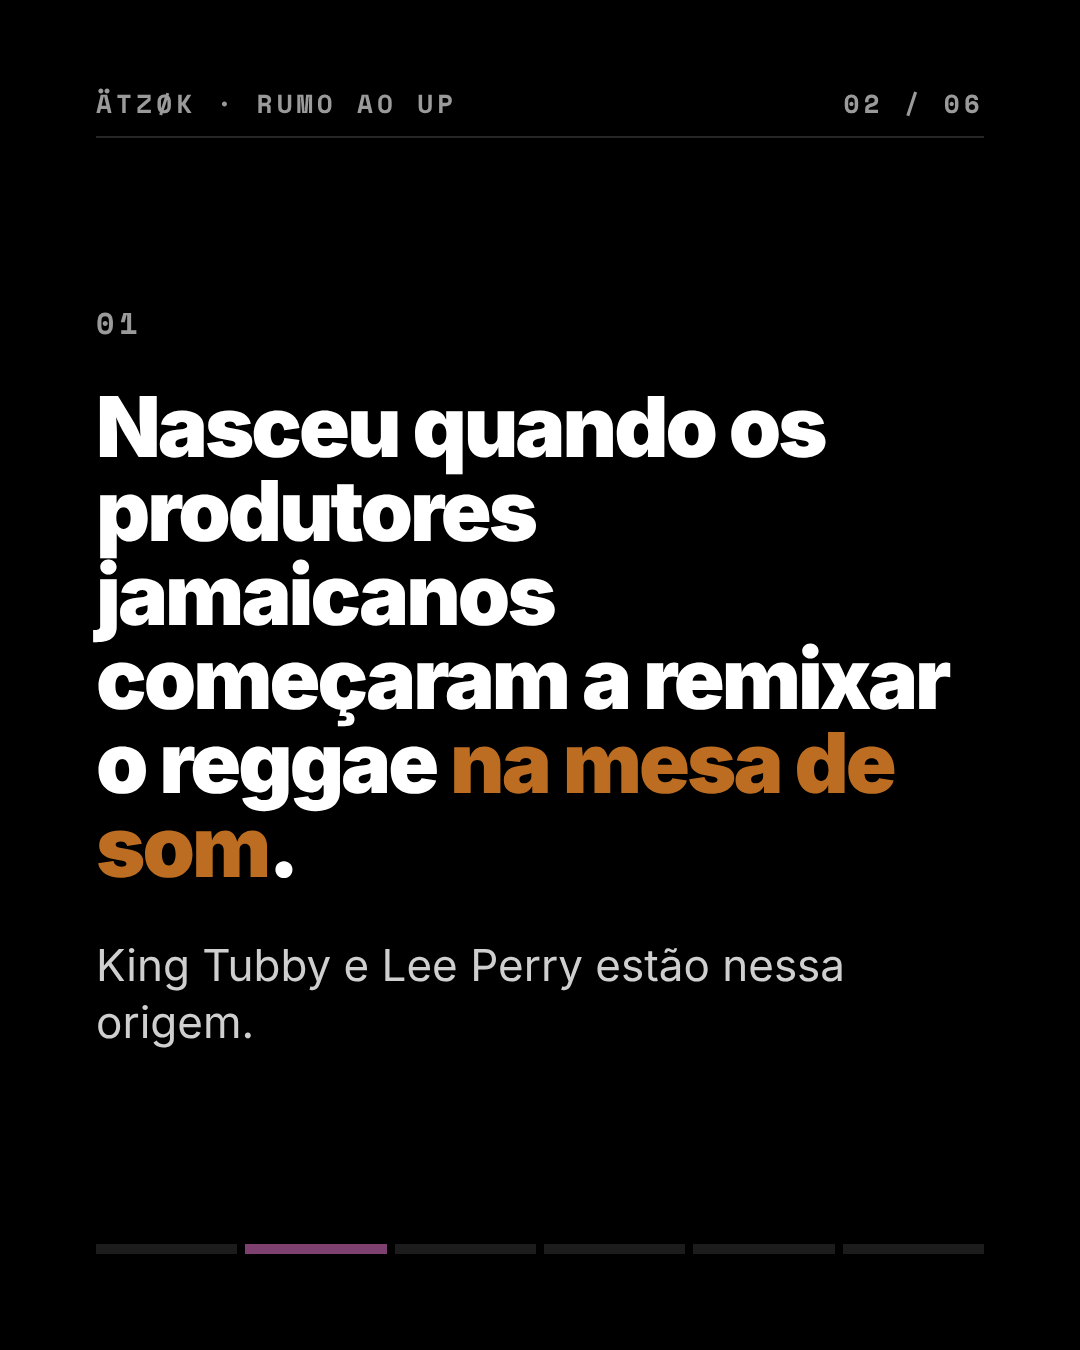 ÄTZØK · RUMO AO UP
02 / 06
01
Nasceu quando os
produtores
jamaicanos
começaram a remixar
o reggae na mesa de
som.
King Tubby e Lee Perry estão nessa
origem.